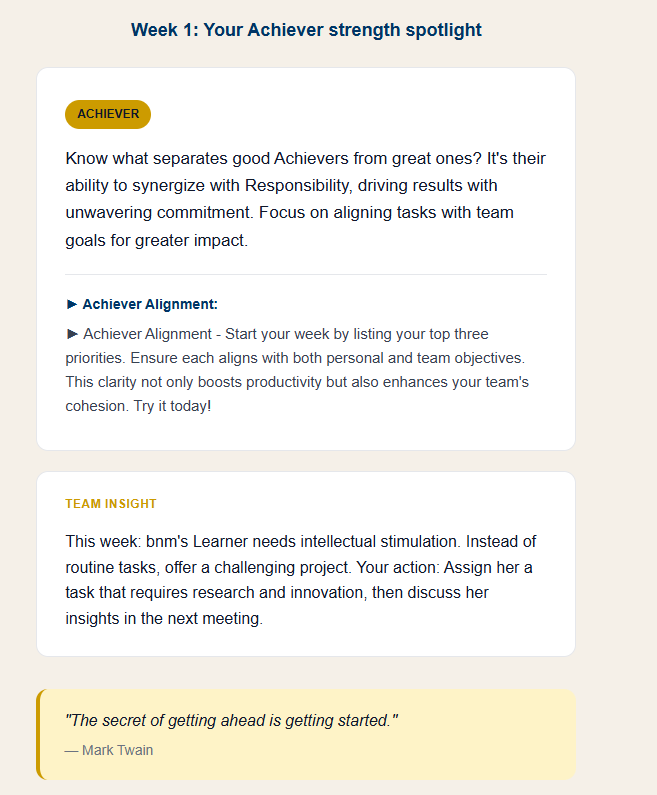 Week 1: Your Achiever strength spotlight
ACHIEVER
Know what separates good Achievers from great ones? It's their
ability to synergize with Responsibility, driving results with
unwavering commitment. Focus on aligning tasks with team
goals for greater impact.
► Achiever Alignment:
► Achiever Alignment - Start your week by listing your top three
priorities. Ensure each aligns with both personal and team objectives.
This clarity not only boosts productivity but also enhances your team's
cohesion. Try it today!
TEAM INSIGHT
This week: bnm's Learner needs intellectual stimulation. Instead of
routine tasks, offer a challenging project. Your action: Assign her a
task that requires research and innovation, then discuss her
insights in the next meeting.
"The secret of getting ahead is getting started."
— Mark Twain